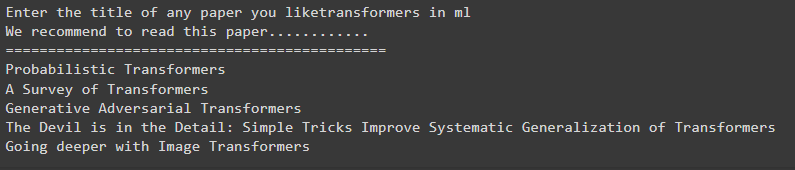 Enter the title of any paper you liketransformers in ml
We recommend to read this paper............
=============================================
Probabilistic Transformers
A Survey of Transformers
Generative Adversarial Transformers
The Devil is in the Detail: Simple Tricks Improve Systematic Generalization of Transformers
Going deeper with Image Transformers